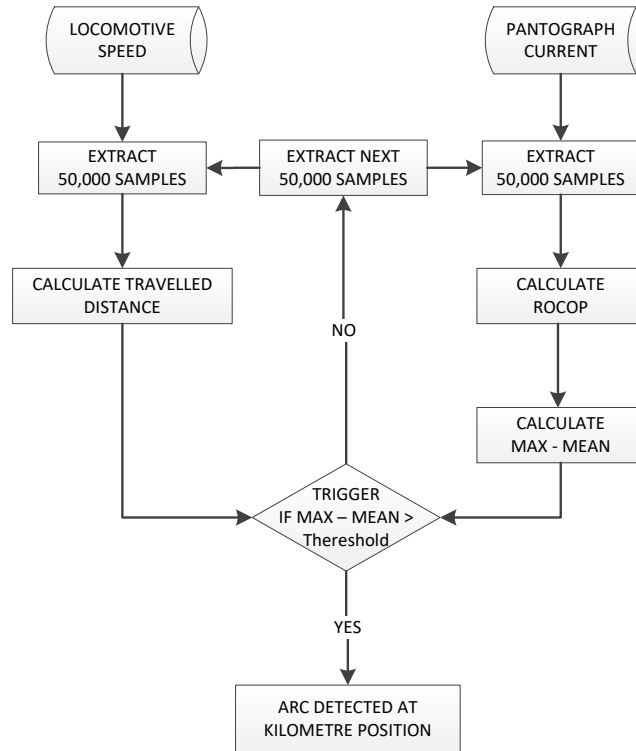 LOCOMOTIVE
SPEED
PANTOGRAPH
CURRENT
EXTRACT
50,000 SAMPLES
EXTRACT NEXT
50,000 SAMPLES
EXTRACT
50,000 SAMPLES
CALCULATE TRAVELLED
DISTANCE
CALCULATE
ROCOP
NO
CALCULATE
MAX - MEAN
TRIGGER
IF MAX – MEAN >
Thereshold
YES
ARC DETECTED AT
KILOMETRE POSITION